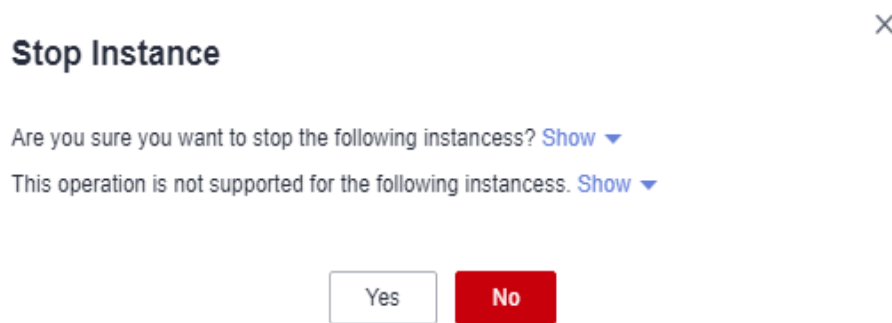 Stop Instance
Are you sure you want to stop the following instancess? Show
This operation is not supported for the following instancess. Show
Yes No